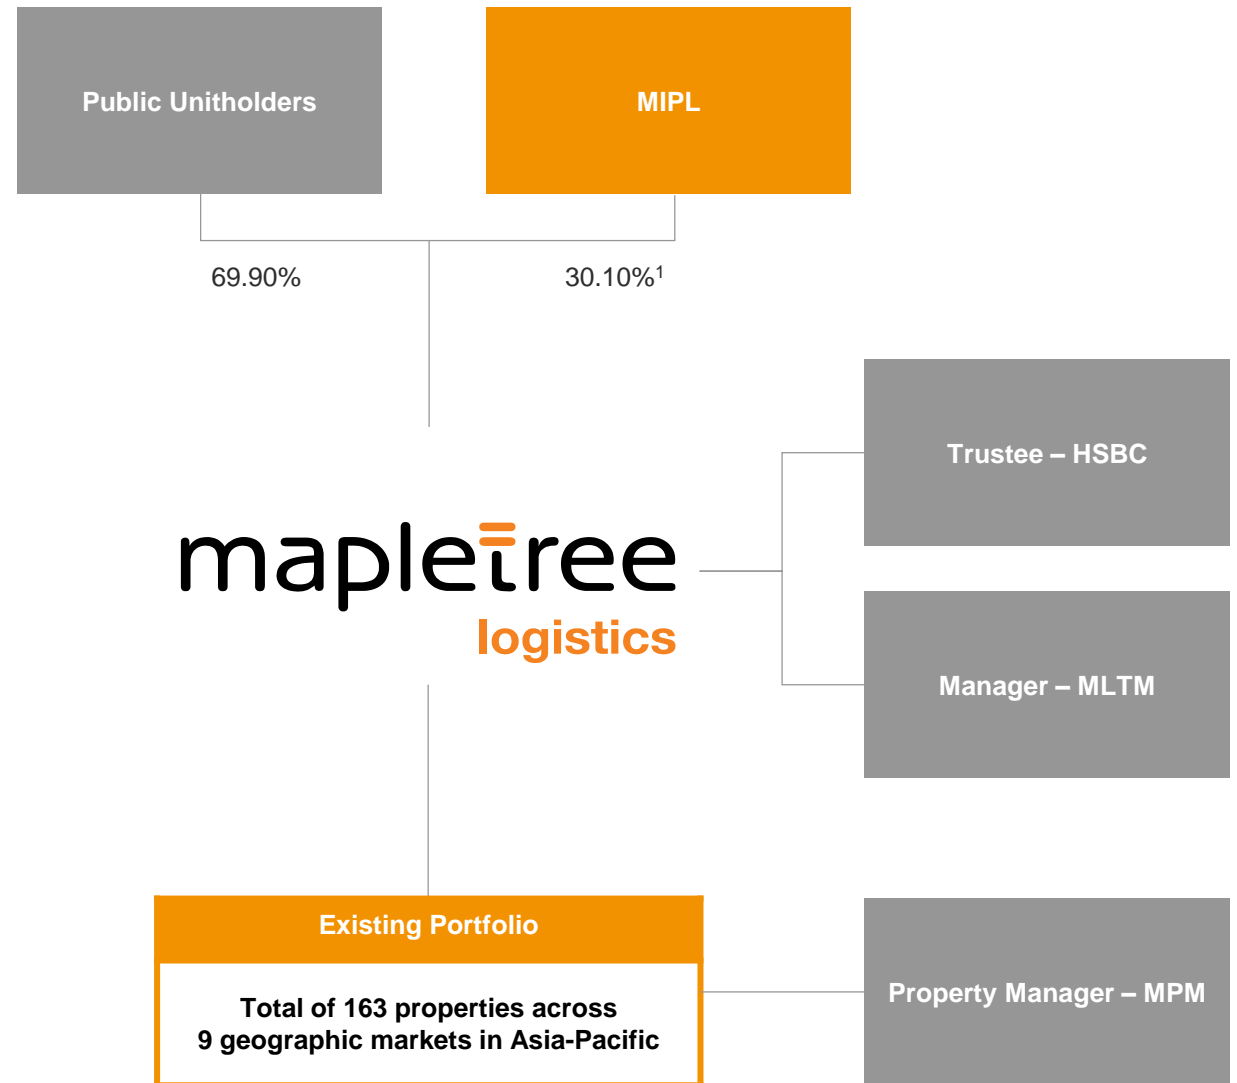 Public Unitholders
MIPL
69.90%
30.10%¹
Trustee – HSBC
mapletree
logistics
Manager – MLTM
Existing Portfolio
Total of 163 properties across
9 geographic markets in Asia-Pacific
Property Manager – MPM